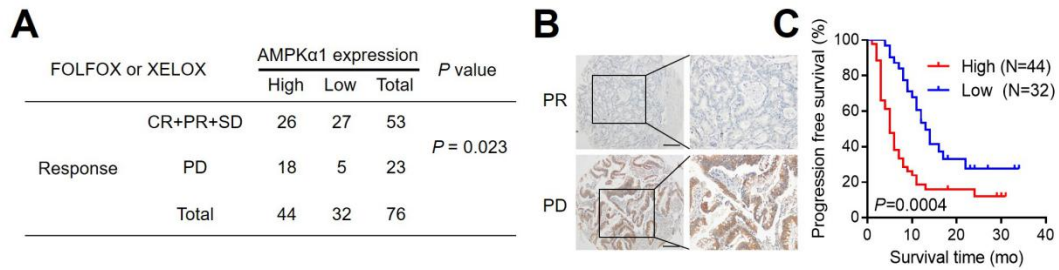 A
FOLFOX or XELOX
AMPKα1 expression
P value
High Low Total
Response
CR+PR+SD 26 27 53
P = 0.023
PD 18 5 23
Total 44 32 76
B
PR
PD
C
Progression free survival (%)
100
80
60
40
20
0
High (N=44)
Low (N=32)
P=0.0004
0 10 20 30 40
Survival time (mo)